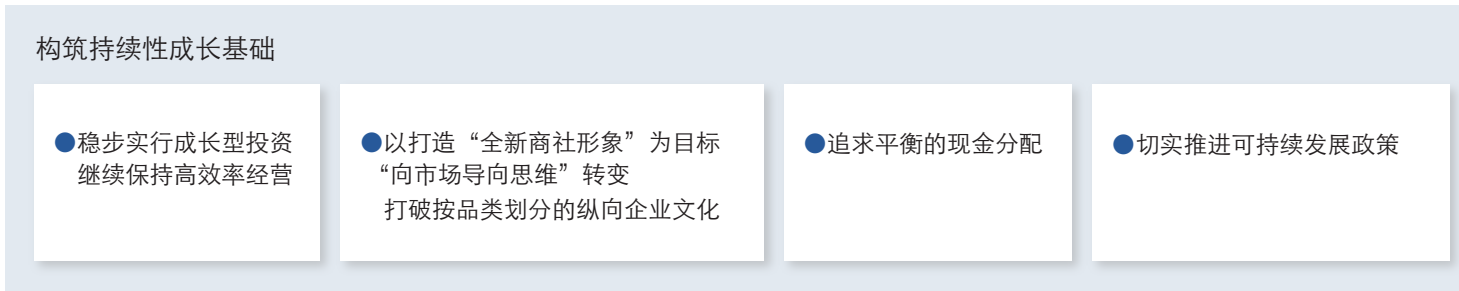 构筑持续性成长基础
●稳步实行成长型投资
继续保持高效率经营
●以打造“全新商社形象”为目标
“向市场导向思维”转变
打破按品类划分的纵向企业文化
●追求平衡的现金分配
●切实推进可持续发展政策